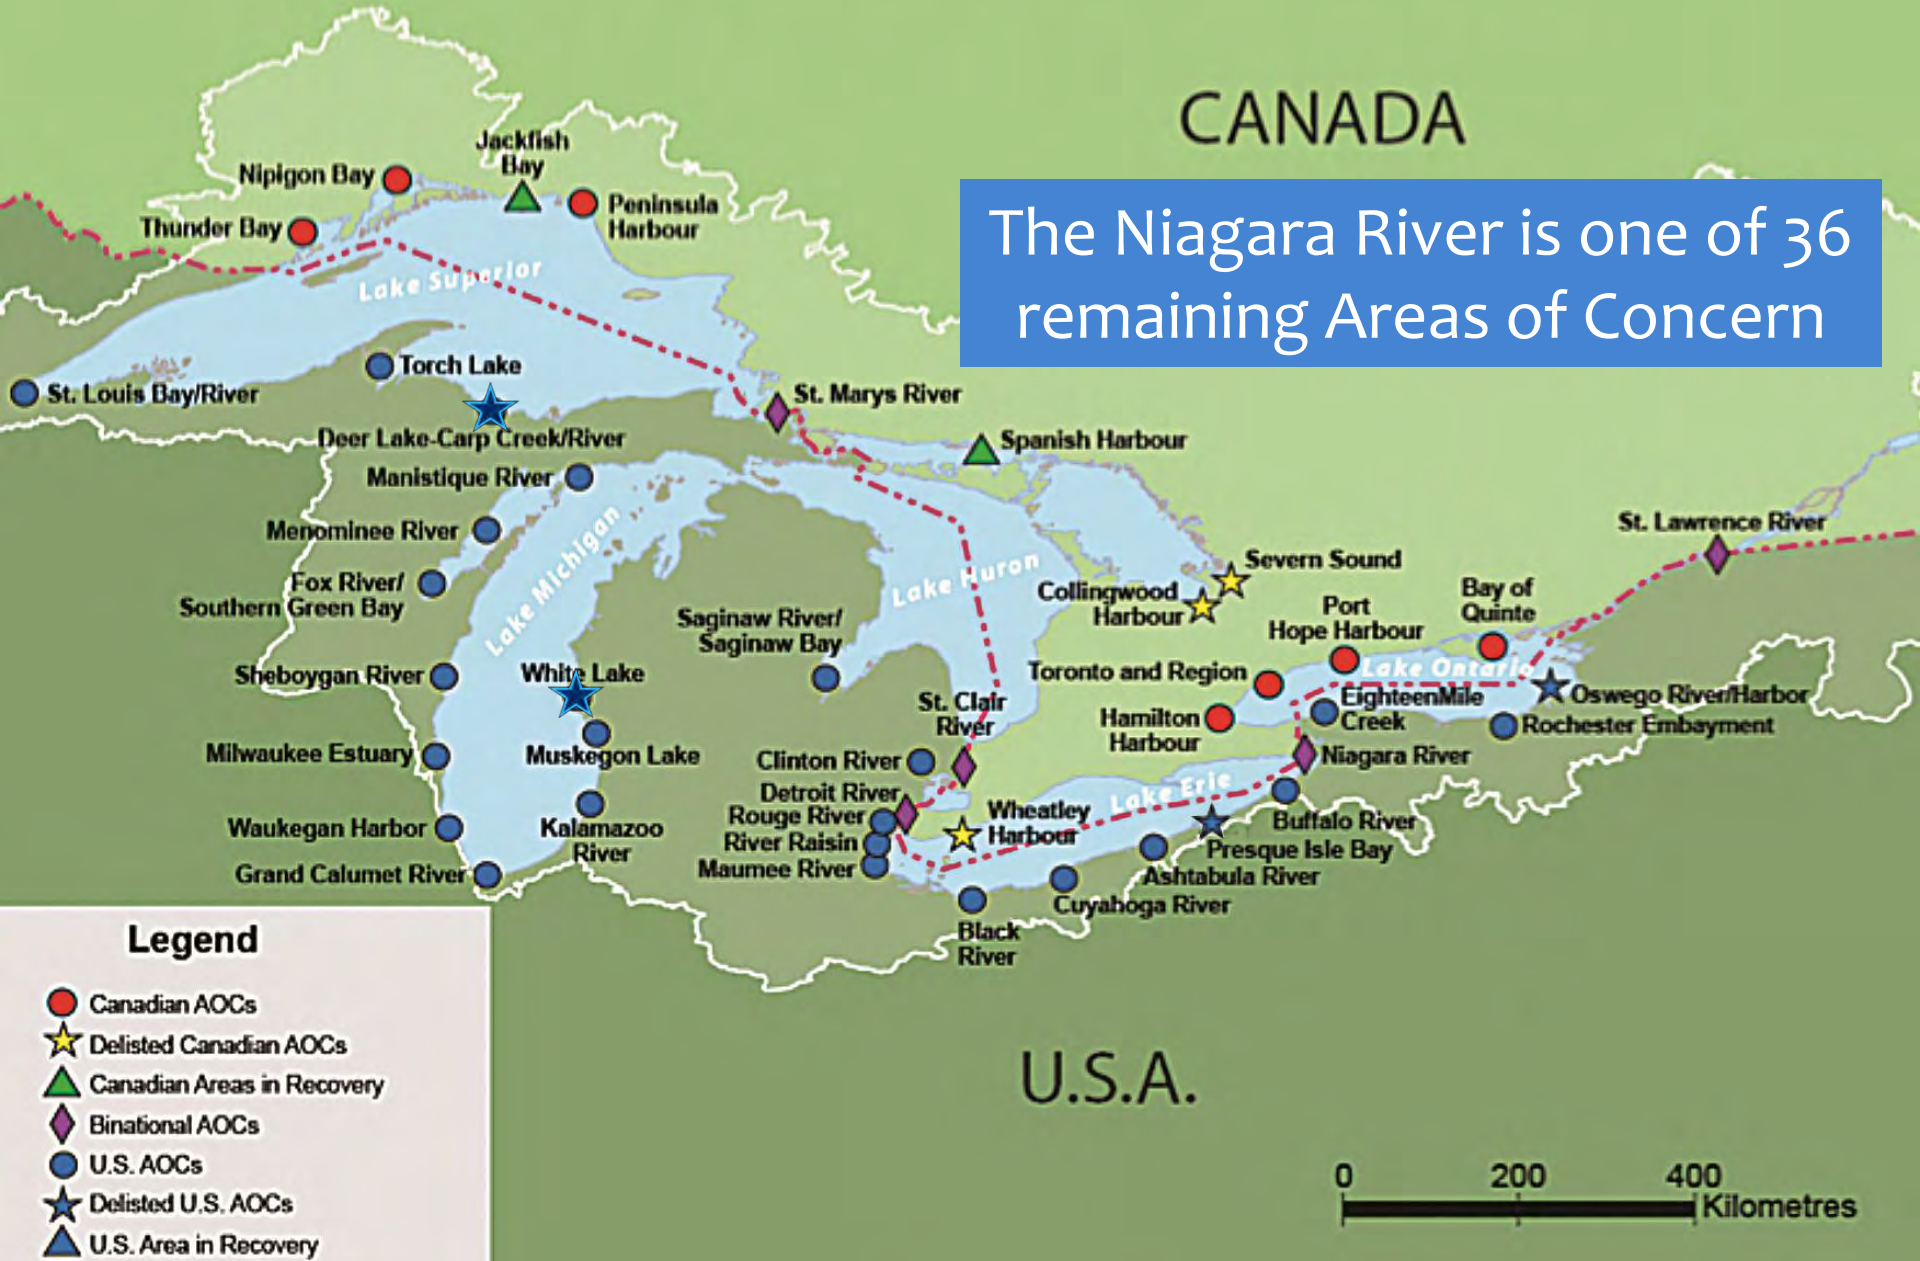 CANADA
The Niagara River is one of 36
remaining Areas of Concern
Jackfish
Bay
Nipigon Bay
Peninsula
Harbour
Thunder Bay
Lake Superior
Torch Lake
St. Louis Bay/River
St. Marys River
Deer Lake-Carp Creek/River
Spanish Harbour
Manistique River
Menominee River
Lake Michigan
Fox River/
Southern Green Bay
Lake Huron
St. Lawrence River
Severn Sound
Collingwood
Harbour
Bay of
Quinte
Port
Hope Harbour
Saginaw River/
Saginaw Bay
Sheboygan River
White Lake
Toronto and Region
Lake Ontario
EighteenMile
Creek
Oswego River/Harbor
Rochester Embayment
St. Clair
River
Hamilton
Harbour
Milwaukee Estuary
Muskegon Lake
Clinton River
Niagara River
Detroit River
Rouge River
River Raisin
Maumee River
Wheatley
Harbour
Lake Erie
Waukegan Harbor
Kalamazoo
River
Buffalo River
Presque Isle Bay
Grand Calumet River
Ashtabula River
Cuyahoga River
Black
River
Legend
Canadian AOCs
Delisted Canadian AOCs
Canadian Areas in Recovery
Binational AOCs
U.S. AOCs
Delisted U.S. AOCs
U.S. Area in Recovery
U.S.A.
0 200 400
Kilometres